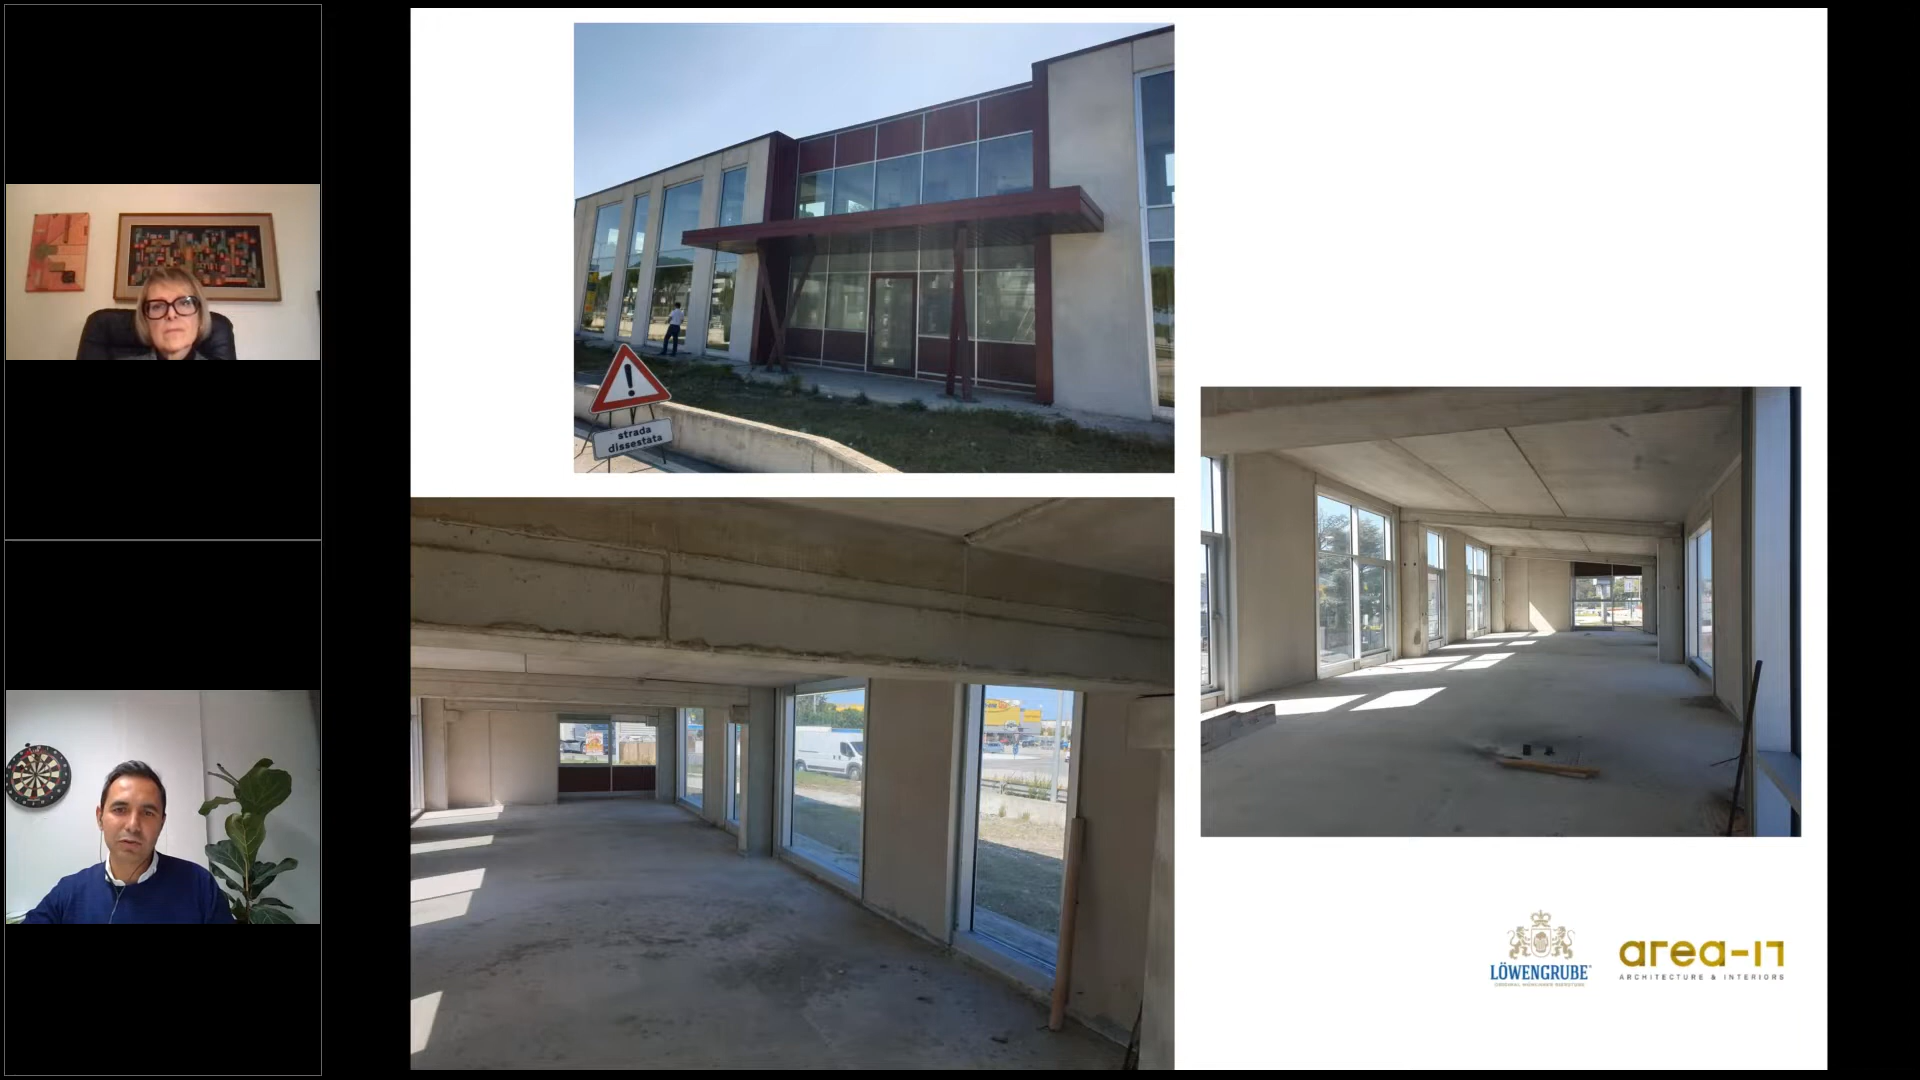 strada
dissestata
LÖWENGRUBE
area-17
ARCHITECTURE & INTERIORS